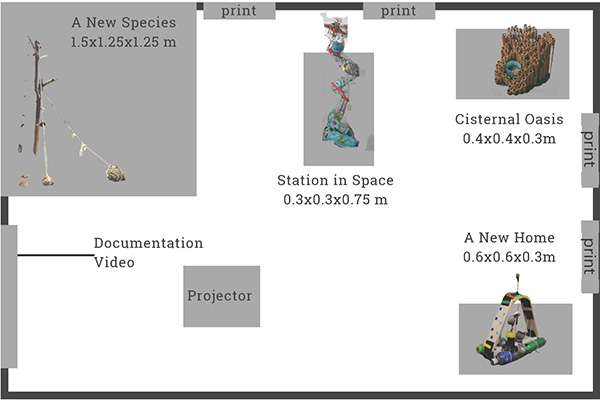 A New Species
1.5x1.25x1.25 m
print
print
Cisternal Oasis
0.4x0.4x0.3m
print
Station in Space
0.3x0.3x0.75 m
Documentation
Video
Projector
A New Home
0.6x0.6x0.3m
print